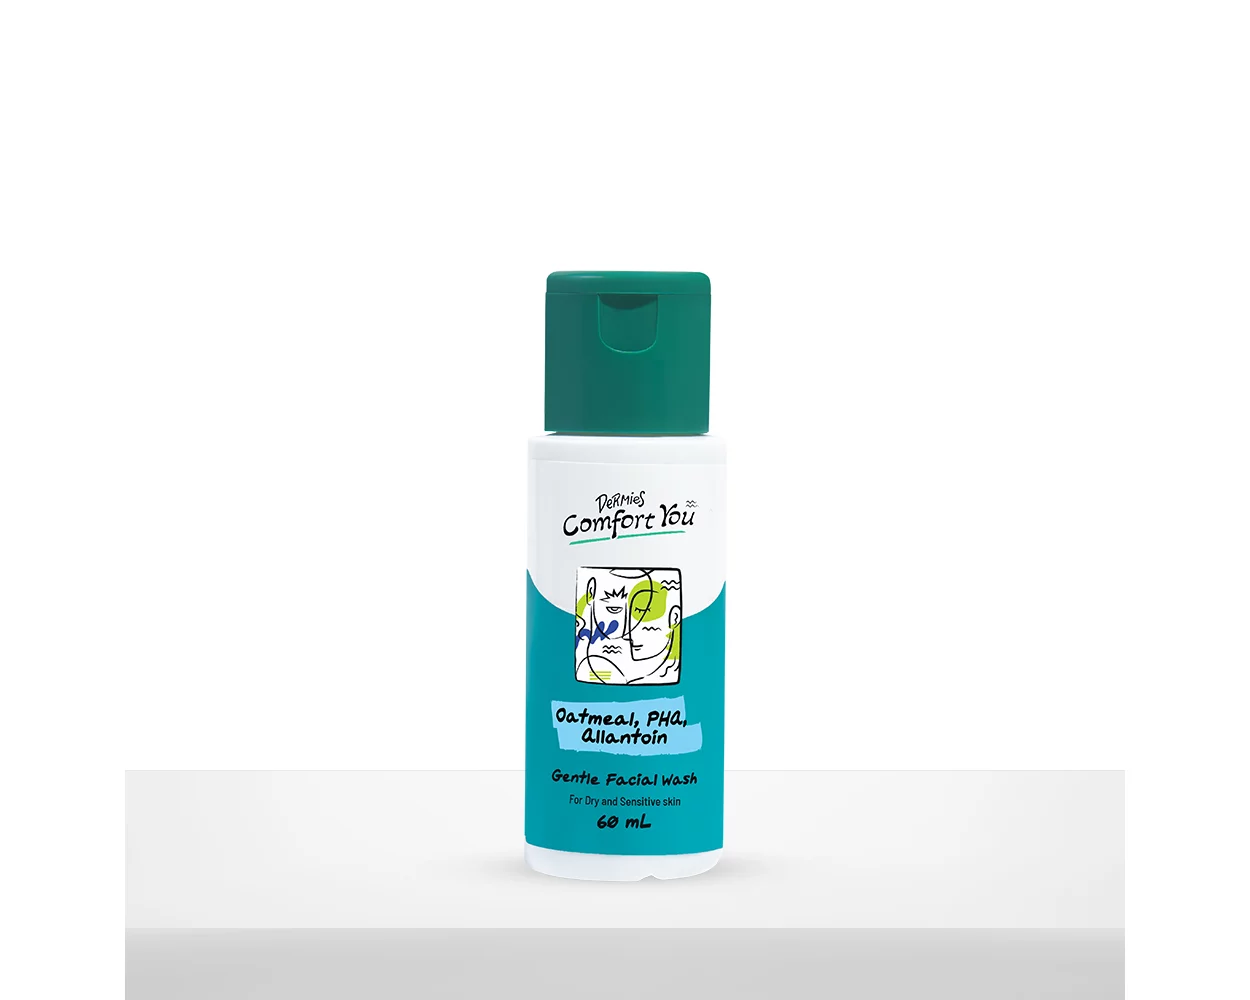 DeRMieS
Comfort You
Oatmeal, PHA,
Allantoin
Gentle Facial Wash
For Dry and Sensitive skin
60 mL